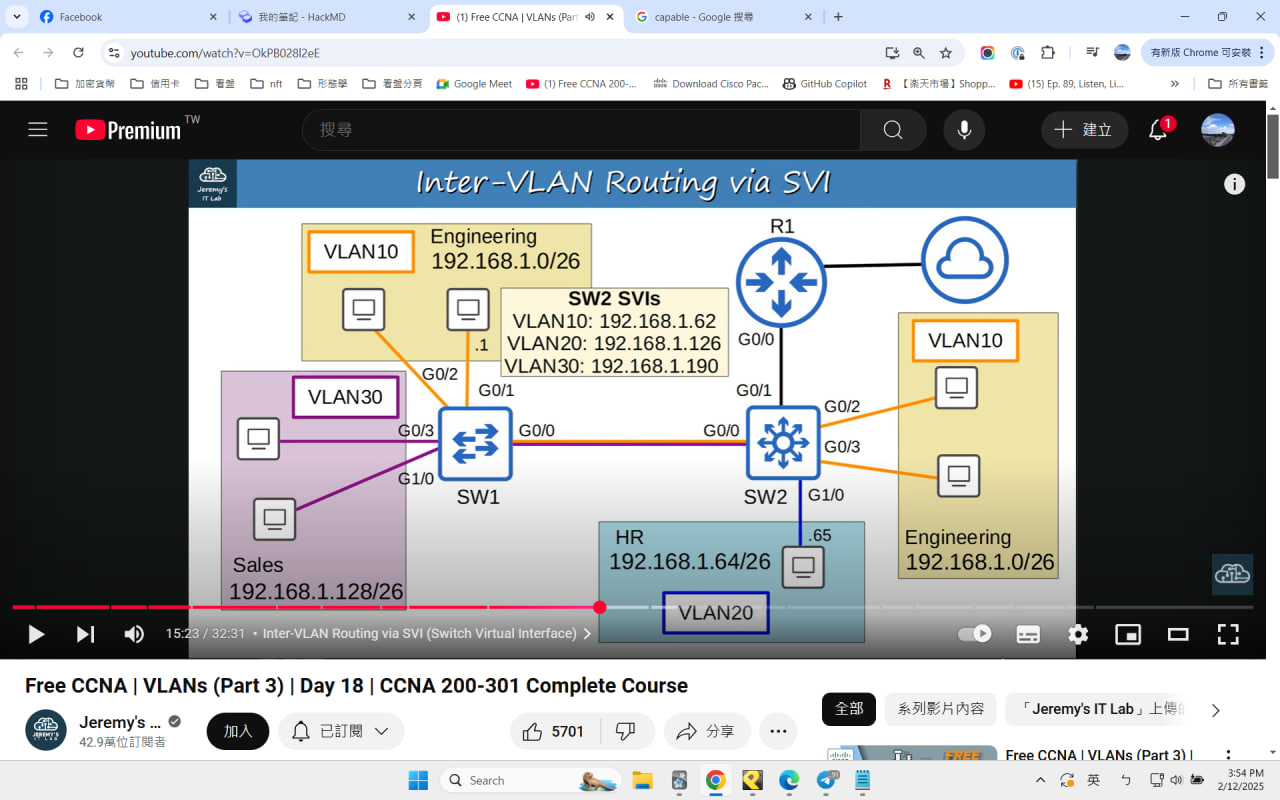 Facebook
我的筆記 - HackMD
(1) Free CCNA | VLANs (Part
capable - Google 搜尋
youtube.com/watch?v=OkPB028l2eE
有新版 Chrome 可安裝
加密貨幣
信用卡
看盤
nft
形態學
看盤分頁
Google Meet
(1) Free CCNA 200-...
Download Cisco Pac...
GitHub Copilot
【楽天市場】Shopp...
(15) Ep. 89, Listen, Li...
所有書籤
Premium TW
搜尋
建立
1
Jeremy's
IT Lab
Inter-VLAN Routing via SVI
VLAN10
Engineering
192.168.1.0/26
.1
SW2 SVIs
VLAN10: 192.168.1.62
VLAN20: 192.168.1.126
VLAN30: 192.168.1.190
R1
G0/0
G0/1
VLAN10
G0/2
G0/1
VLAN30
G0/3
G1/0
G0/0
G0/0
SW1
SW2
G0/2
G0/3
G1/0
Sales
192.168.1.128/26
HR
192.168.1.64/26
.65
VLAN20
Engineering
192.168.1.0/26
15:23 / 32:31 • Inter-VLAN Routing via SVI (Switch Virtual Interface)
Free CCNA | VLANs (Part 3) | Day 18 | CCNA 200-301 Complete Course
Jeremy's ...
42.9萬位訂閱者
加入
已訂閱
5701
分享
全部
系列影片內容
「Jeremy's IT Lab」上傳的
FREE
Free CCNA | VLANs (Part 3) |
Search
91
英
3:54 PM
2/12/2025